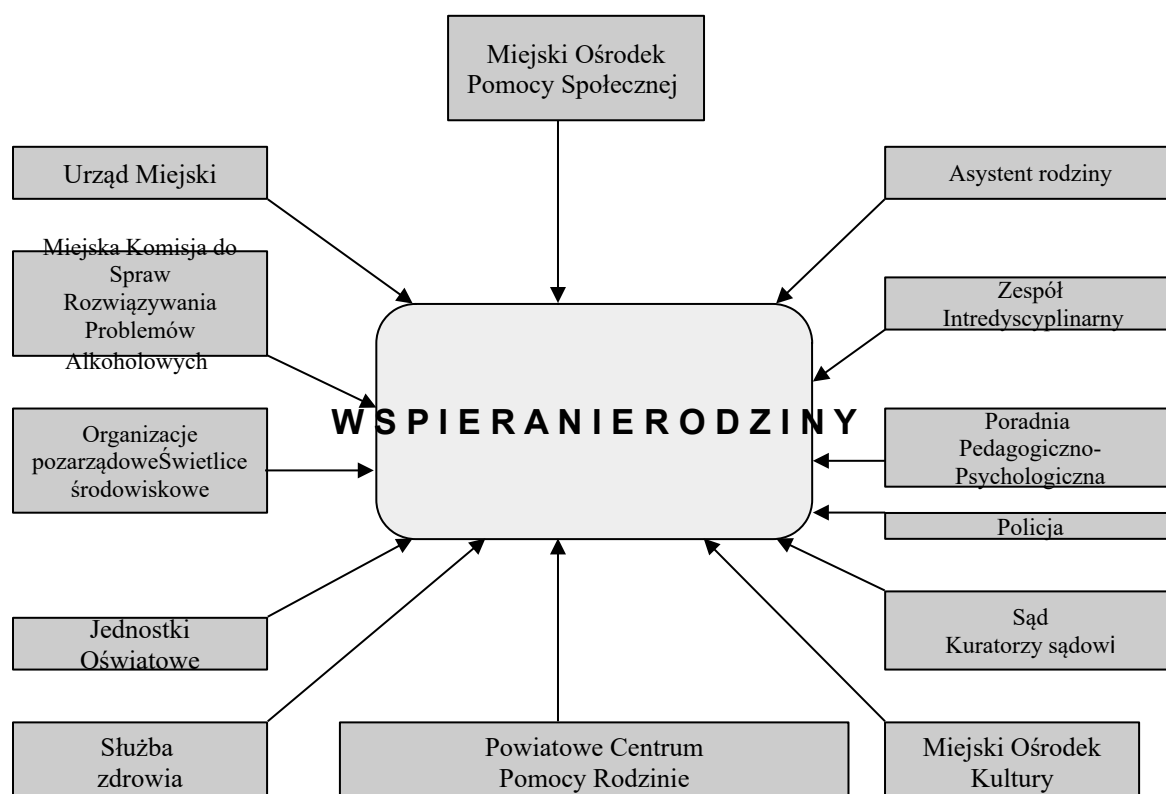 Miejski Ośrodek
Pomocy Społecznej
Urząd Miejski
Asystent rodziny
Miejska Komisja do
Spraw
Rozwiązywania
Problemów
Alkoholowych
Zespół
Intredyscyplinarny
W S P I E R A N I E R O D Z I N Y
Organizacje
pozarządoweŚwietlice
środowiskowe
Poradnia
Pedagogiczno-
Psychologiczna
Policja
Jednostki
Oświatowe
Sąd
Kuratorzy sądowi
Służba
zdrowia
Powiatowe Centrum
Pomocy Rodzinie
Miejski Ośrodek
Kultury